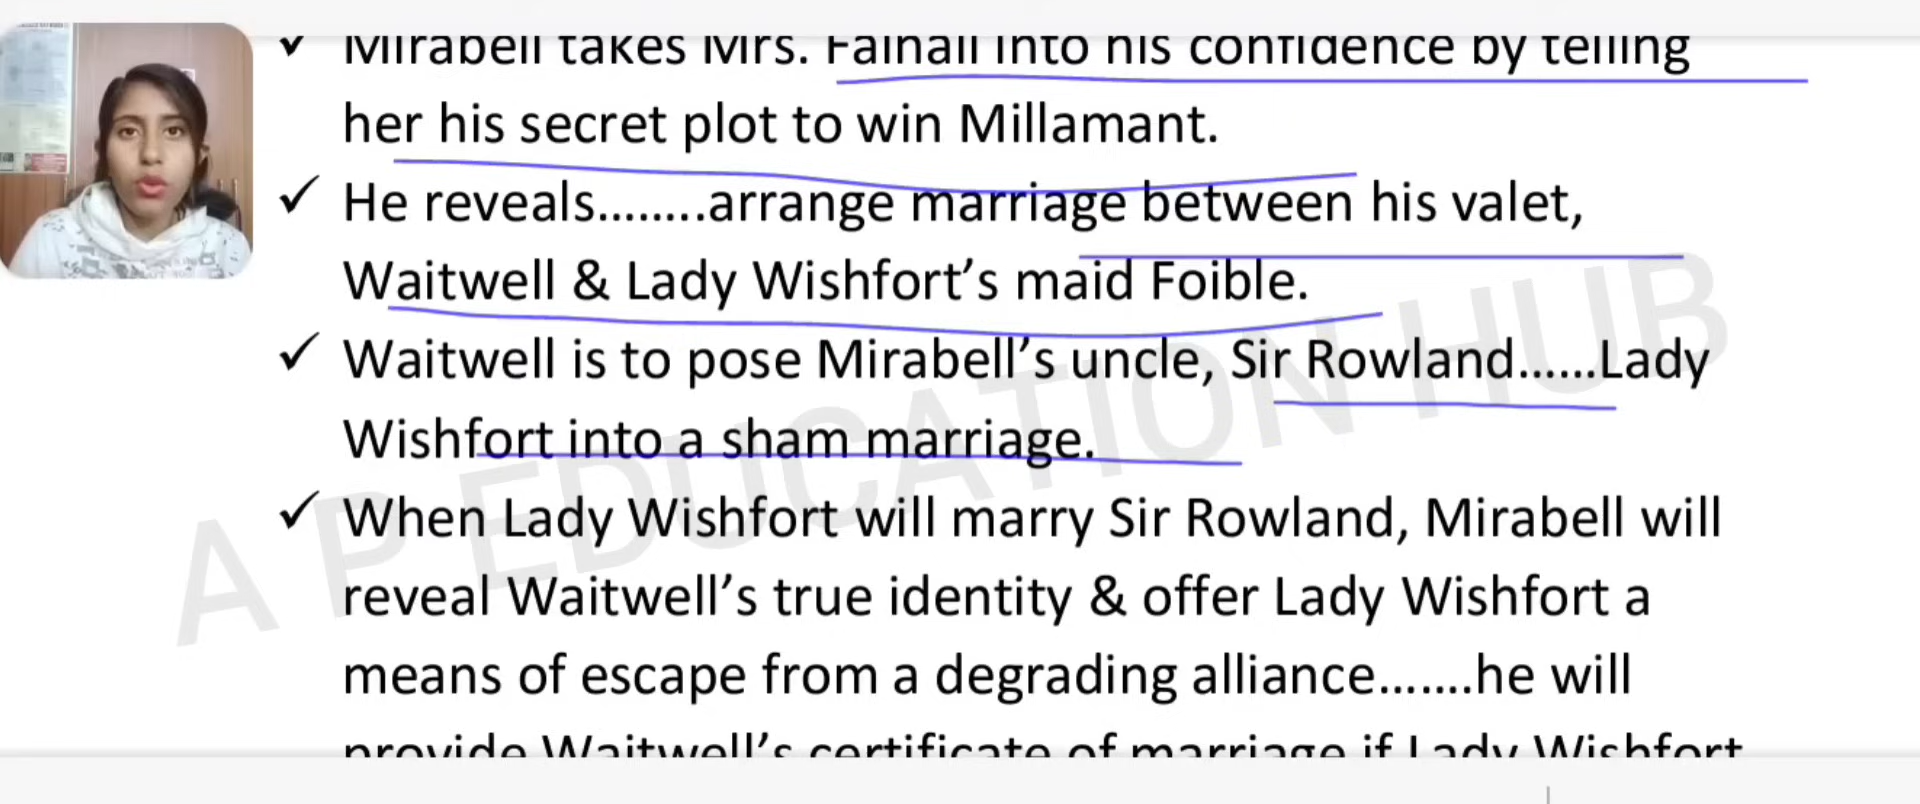 Mirabell takes Mrs. Fainall into his confidence by telling
her his secret plot to win Millamant.
He reveals........arrange marriage between his valet,
Waitwell & Lady Wishfort’s maid Foible.
Waitwell is to pose Mirabell’s uncle, Sir Rowland......Lady
Wishfort into a sham marriage.
When Lady Wishfort will marry Sir Rowland, Mirabell will
reveal Waitwell’s true identity & offer Lady Wishfort a
means of escape from a degrading alliance.......he will
provide Waitwell’s certificate of marriage if Lady Wishfort
A P EDUCATION HUB